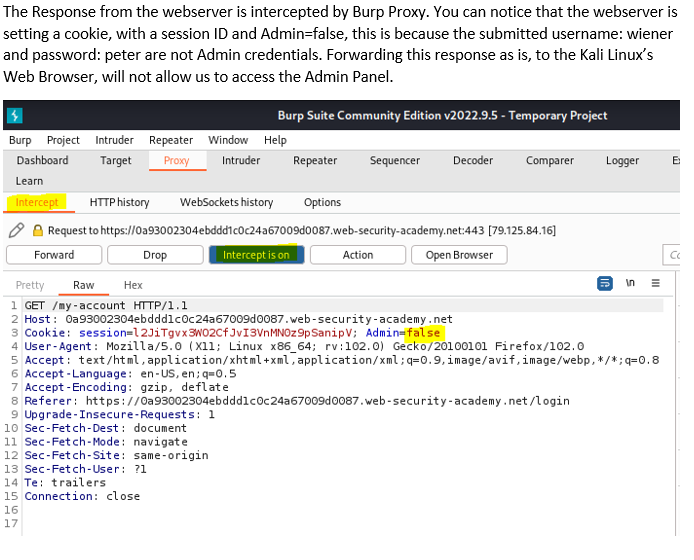 The Response from the webserver is intercepted by Burp Proxy. You can notice that the webserver is
setting a cookie, with a session ID and Admin=false, this is because the submitted username: wiener
and password: peter are not Admin credentials. Forwarding this response as is, to the Kali Linux’s
Web Browser, will not allow us to access the Admin Panel.
Burp Suite Community Edition v2022.9.5 - Temporary Project
Burp Project Intruder Repeater Window Help
Dashboard Target Proxy Intruder Repeater Sequencer Decoder Comparer Logger
Learn
Intercept HTTP history WebSockets history Options
Request to https://0a93002304ebddd1c0c24a67009d0087.web-security-academy.net:443 [79.125.84.16]
Forward Drop Intercept is on Action Open Browser
Pretty Raw Hex \n
1 GET /my-account HTTP/1.1
2 Host: 0a93002304ebddd1c0c24a67009d0087.web-security-academy.net
3 Cookie: session=l2JiTgvx3WO2CfJvI3VnMNOz9pSanipV; Admin=false
4 User-Agent: Mozilla/5.0 (X11; Linux x86_64; rv:102.0) Gecko/20100101 Firefox/102.0
5 Accept: text/html,application/xhtml+xml,application/xml;q=0.9,image/avif,image/webp,*/*;q=0.8
6 Accept-Language: en-US,en;q=0.5
7 Accept-Encoding: gzip, deflate
8 Referer: https://0a93002304ebddd1c0c24a67009d0087.web-security-academy.net/login
9 Upgrade-Insecure-Requests: 1
10 Sec-Fetch-Dest: document
11 Sec-Fetch-Mode: navigate
12 Sec-Fetch-Site: same-origin
13 Sec-Fetch-User: ?1
14 Te: trailers
15 Connection: close
16
17